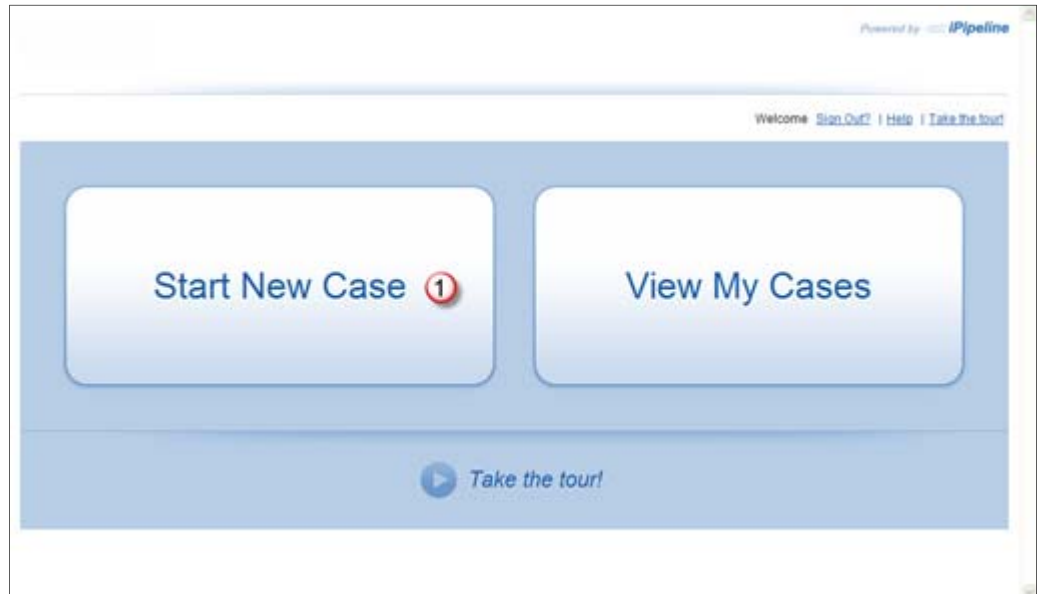 Powered by iPipeline
Welcome Sign Out? | Help | Take the tour!
Start New Case 1
View My Cases
Take the tour!